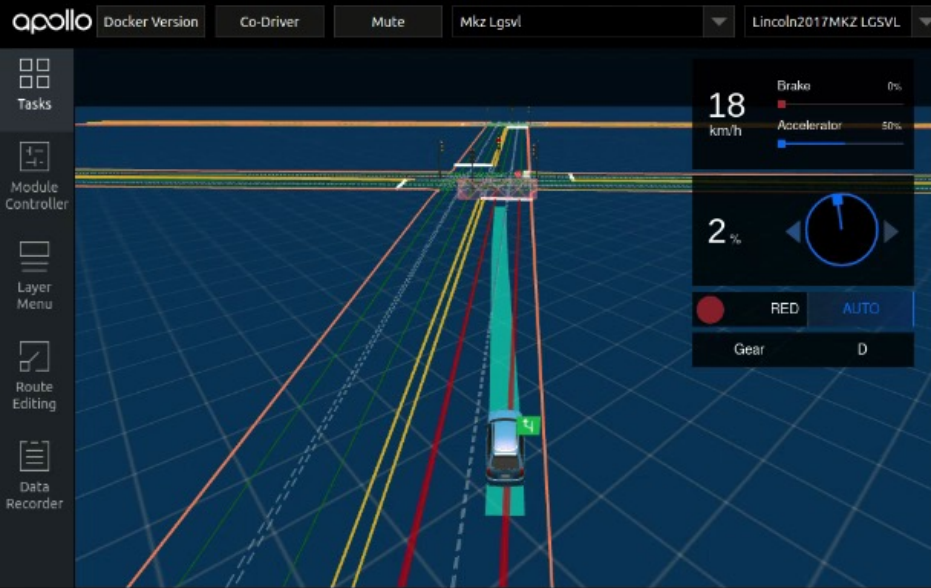 apollo
Docker Version
Co-Driver
Mute
Mkz Lgsvl
Lincoln2017MKZ LGSVL
Tasks
Module
Controller
Layer
Menu
Route
Editing
Data
Recorder
18
km/h
Brake
0%
Accelerator
50%
2 %
RED
AUTO
Gear
D